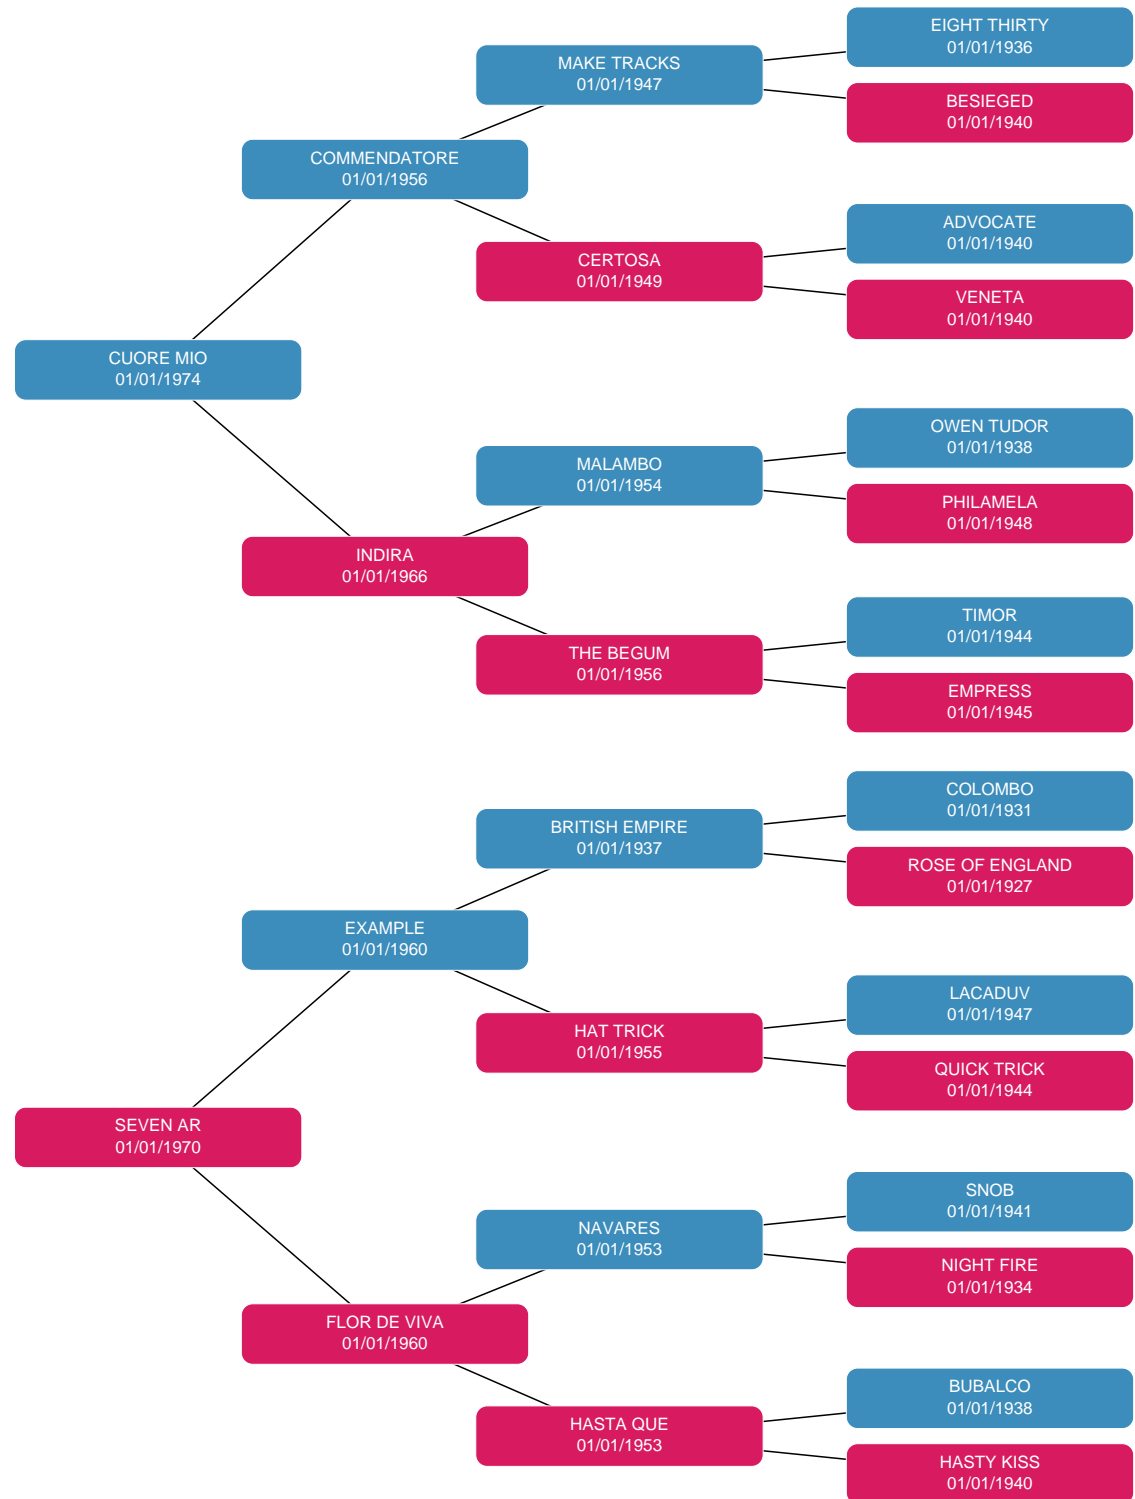 EIGHT THIRTY
01/01/1936
MAKE TRACKS
01/01/1947
BESIEGED
01/01/1940
COMMENDATORE
01/01/1956
ADVOCATE
01/01/1940
CERTOSA
01/01/1949
VENETA
01/01/1940
CUORE MIO
01/01/1974
OWEN TUDOR
01/01/1938
MALAMBO
01/01/1954
PHILAMELA
01/01/1948
INDIRA
01/01/1966
TIMOR
01/01/1944
THE BEGUM
01/01/1956
EMPRESS
01/01/1945
COLOMBO
01/01/1931
BRITISH EMPIRE
01/01/1937
ROSE OF ENGLAND
01/01/1927
EXAMPLE
01/01/1960
LACADUV
01/01/1947
HAT TRICK
01/01/1955
QUICK TRICK
01/01/1944
SEVEN AR
01/01/1970
SNOB
01/01/1941
NAVARES
01/01/1953
NIGHT FIRE
01/01/1934
FLOR DE VIVA
01/01/1960
BUBALCO
01/01/1938
HASTA QUE
01/01/1953
HASTY KISS
01/01/1940